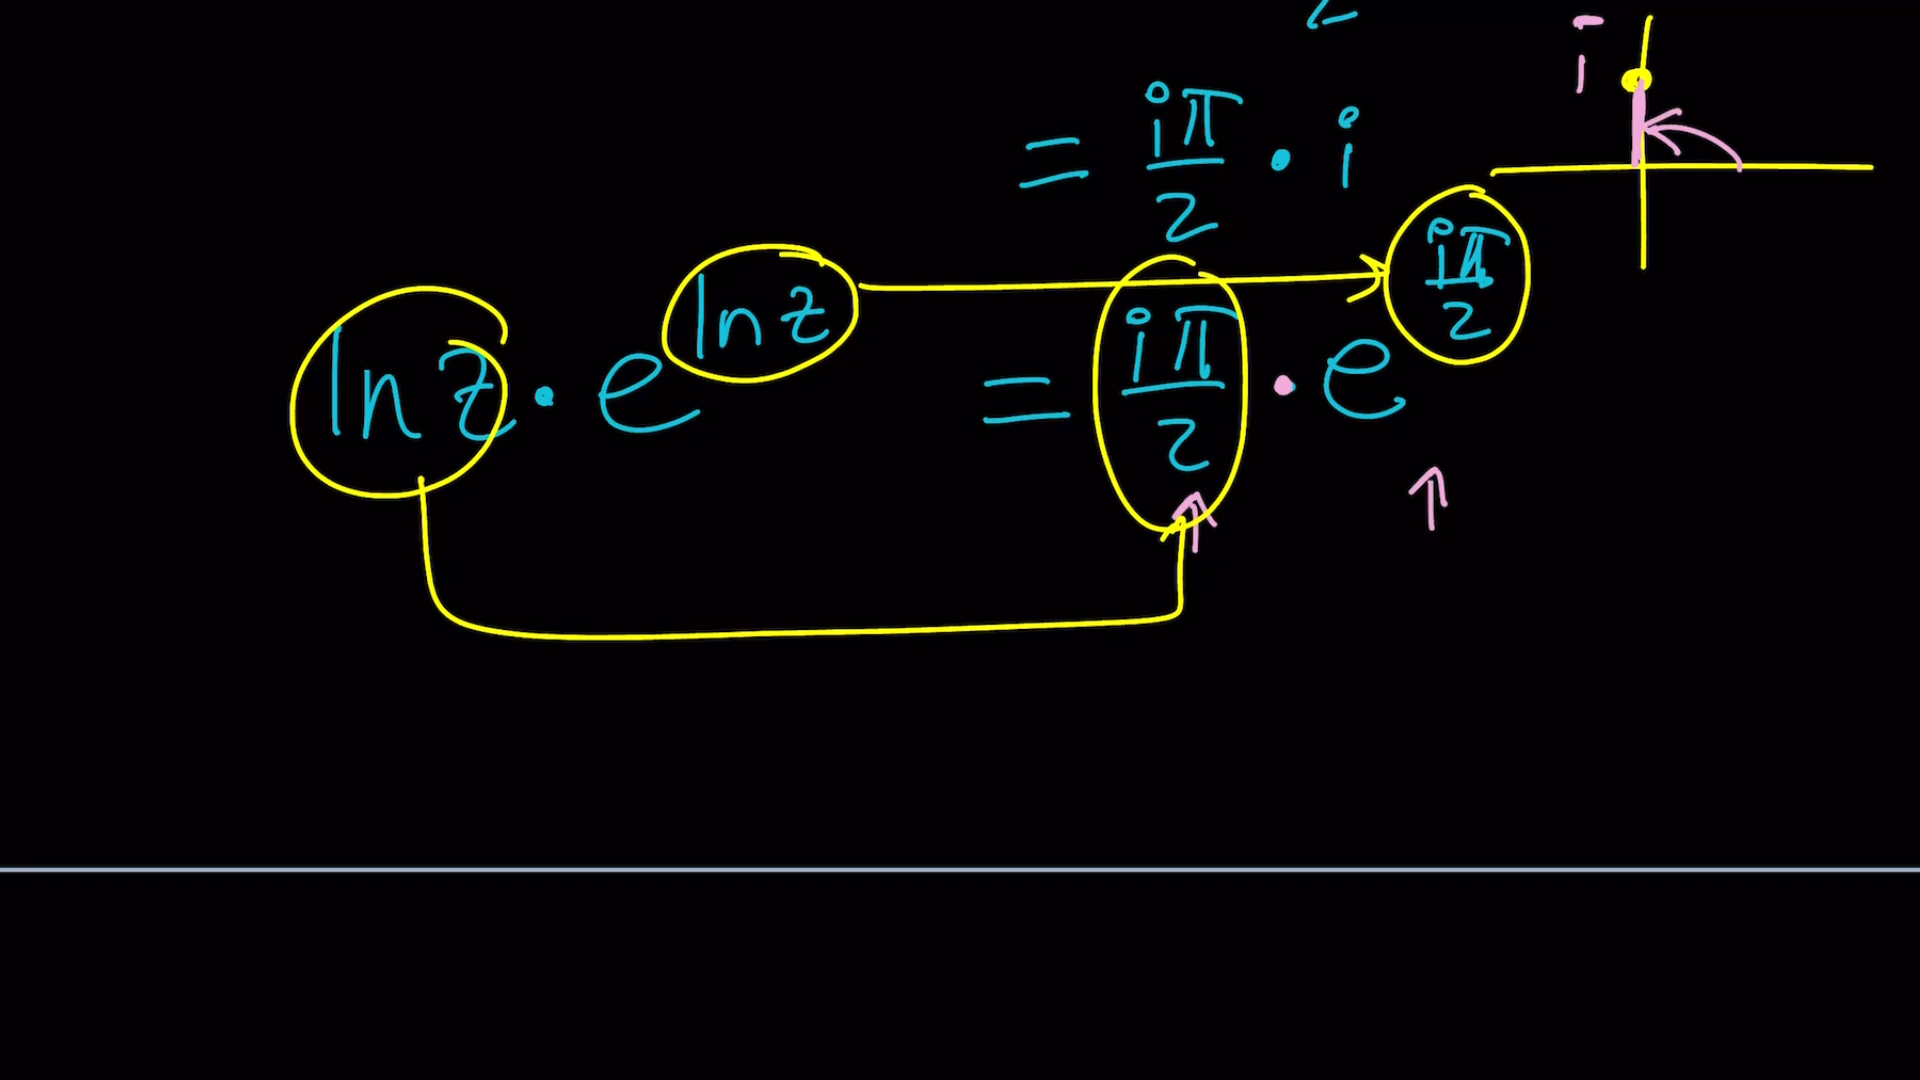 = iπ/2 · i
i
ln z · e^(ln z) = iπ/2 · e^(iπ/2)